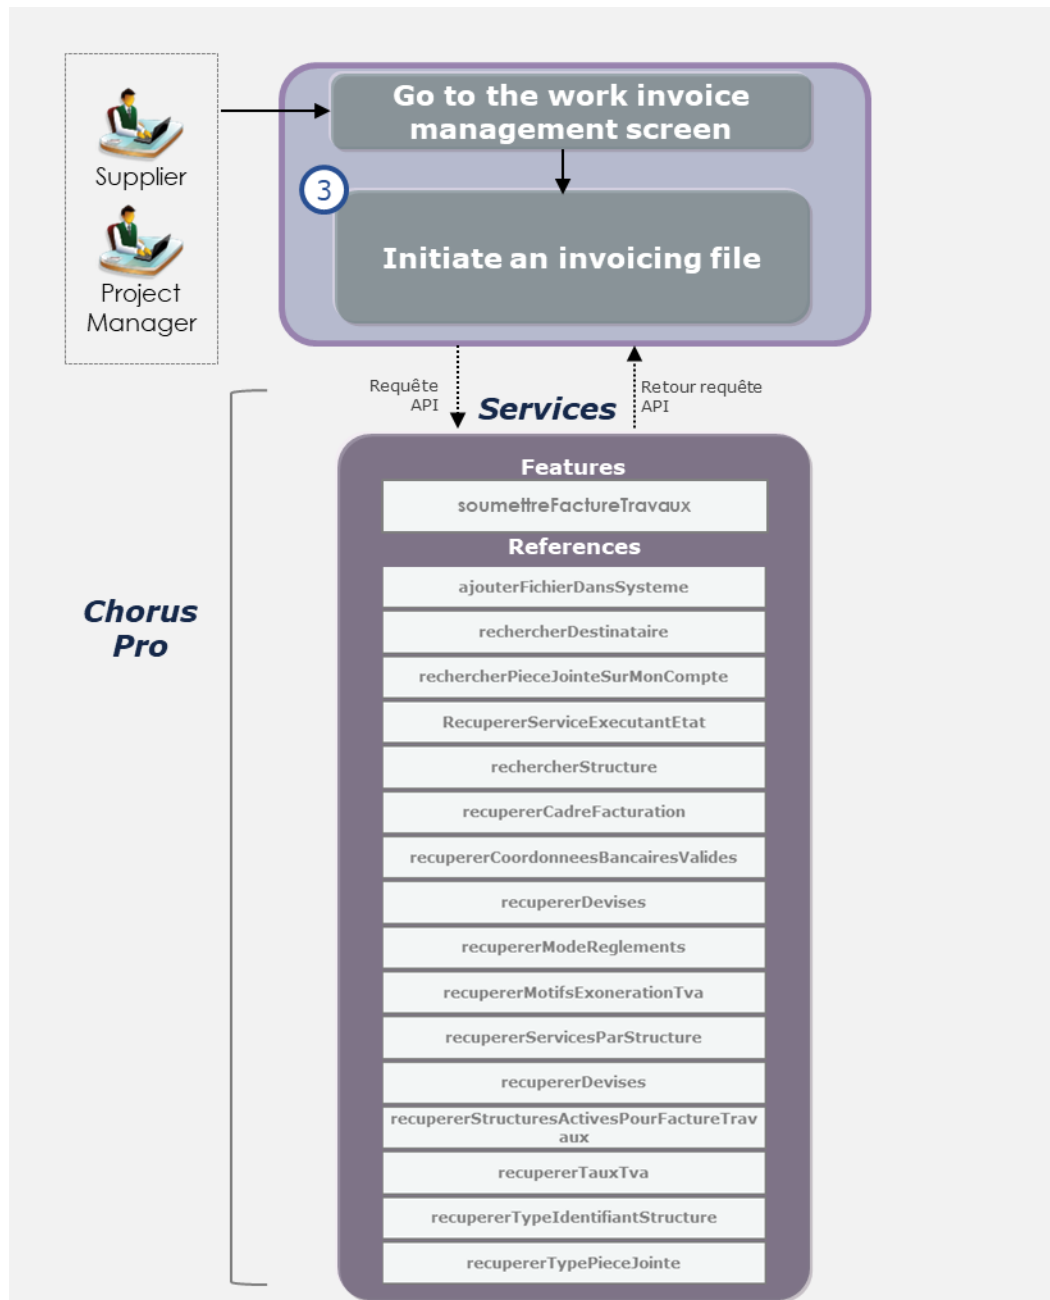 Go to the work invoice
management screen
Supplier
3
Initiate an invoicing file
Project
Manager
Requête
API
Services
Retour requête
API
Features
soumettreFactureTravaux
References
ajouterFichierDansSysteme
rechercherDestinataire
Chorus
Pro
rechercherPieceJointeSurMonCompte
RecupererServiceExecutantEtat
rechercherStructure
recupererCadreFacturation
recupererCoordonneesBancairesValides
recupererDevises
recupererModeReglements
recupererMotifsExonerationTva
recupererServicesParStructure
recupererDevises
recupererStructuresActivesPourFactureTrav
aux
recupererTauxTva
recupererTypeIdentifiantStructure
recupererTypePieceJointe